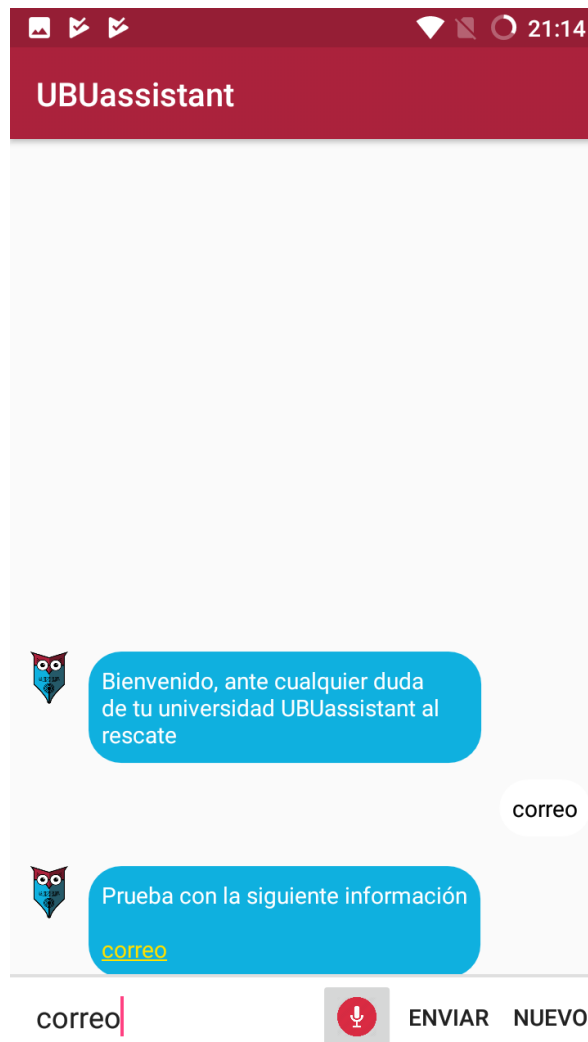 21:14
UBUassistant
Bienvenido, ante cualquier duda
de tu universidad UBUassistant al
rescate
correo
Prueba con la siguiente información
correo
correo
ENVIAR NUEVO